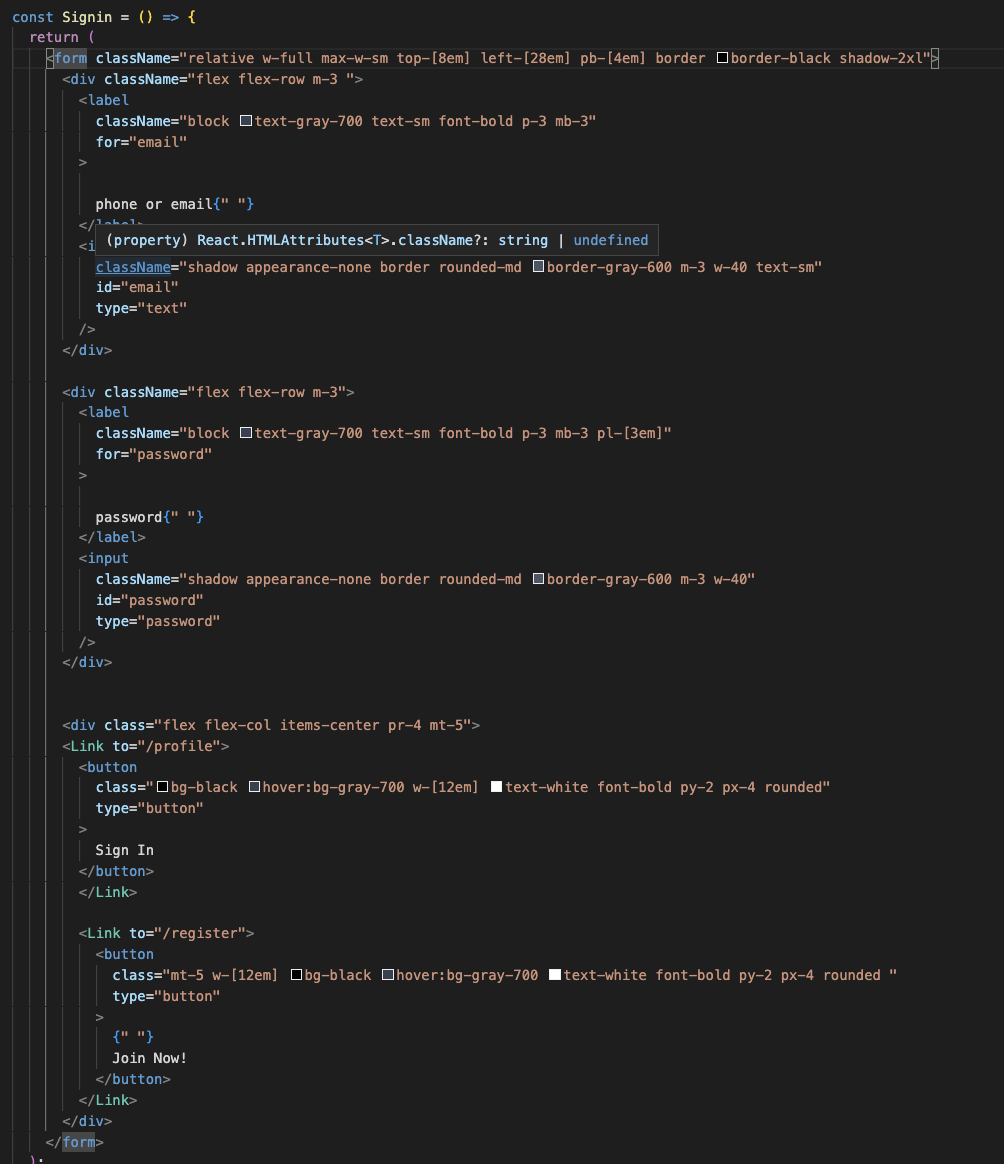 const Signin = () => {
return (
<form className="relative w-full max-w-sm top-[8em] left-[28em] pb-[4em] border border-black shadow-2xl">
<div className="flex flex-row m-3 ">
<label
className="block text-gray-700 text-sm font-bold p-3 mb-3"
for="email"
>
phone or email{" "}
</label>
(property) React.HTMLAttributes<T>.className?: string | undefined
<i
className="shadow appearance-none border rounded-md border-gray-600 m-3 w-40 text-sm"
id="email"
type="text"
/>
</div>
<div className="flex flex-row m-3">
<label
className="block text-gray-700 text-sm font-bold p-3 mb-3 pl-[3em]"
for="password"
>
password{" "}
</label>
<input
className="shadow appearance-none border rounded-md border-gray-600 m-3 w-40"
id="password"
type="password"
/>
</div>
<div class="flex flex-col items-center pr-4 mt-5">
<Link to="/profile">
<button
class="bg-black hover:bg-gray-700 w-[12em] text-white font-bold py-2 px-4 rounded"
type="button"
>
Sign In
</button>
</Link>
<Link to="/register">
<button
class="mt-5 w-[12em] bg-black hover:bg-gray-700 text-white font-bold py-2 px-4 rounded "
type="button"
>
{" "}
Join Now!
</button>
</Link>
</div>
</form>
);